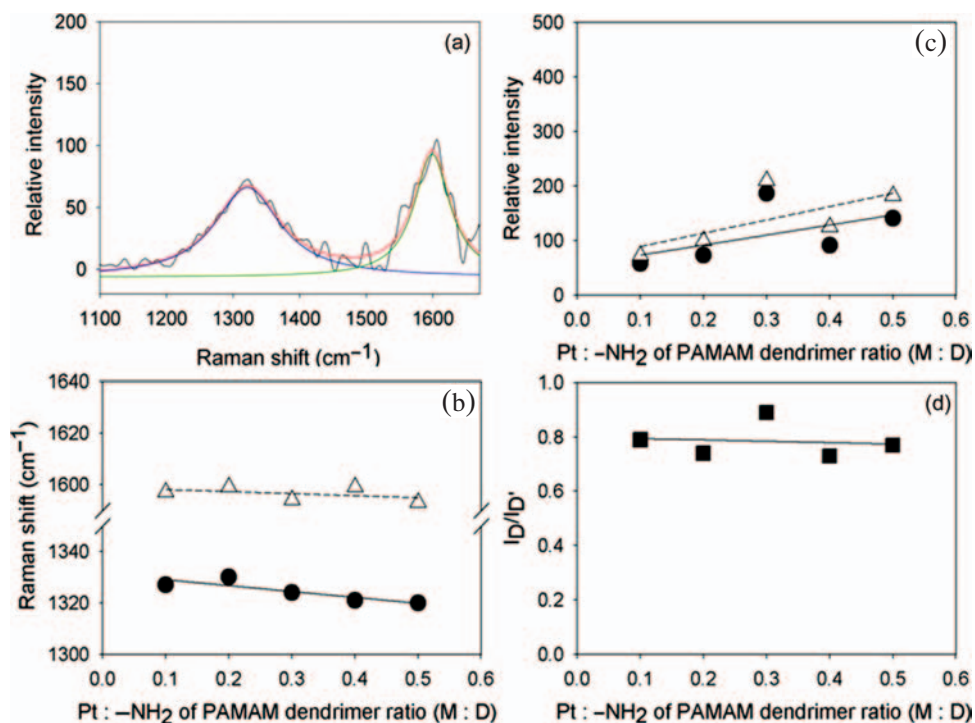 (a)
200
150
100
50
0
1100 1200 1300 1400 1500 1600
Relative intensity
Raman shift (cm⁻¹)
(c)
500
400
300
200
100
0
0.0 0.1 0.2 0.3 0.4 0.5 0.6
Relative intensity
Pt : –NH₂ of PAMAM dendrimer ratio (M : D)
(b)
1640
1620
1600
1340
1320
1300
0.0 0.1 0.2 0.3 0.4 0.5 0.6
Raman shift (cm⁻¹)
Pt : –NH₂ of PAMAM dendrimer ratio (M : D)
(d)
1.0
0.8
0.6
0.4
0.2
0.0
0.0 0.1 0.2 0.3 0.4 0.5 0.6
I_D/I_D'
Pt : –NH₂ of PAMAM dendrimer ratio (M : D)